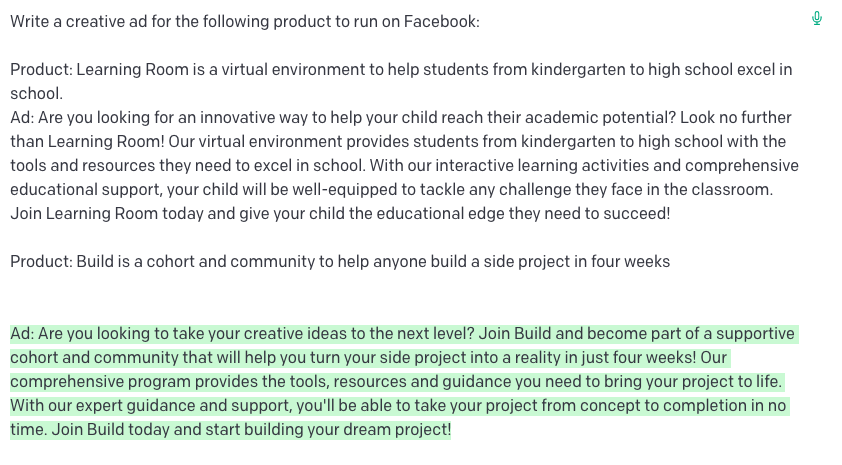 Write a creative ad for the following product to run on Facebook:
Product: Learning Room is a virtual environment to help students from kindergarten to high school excel in
school.
Ad: Are you looking for an innovative way to help your child reach their academic potential? Look no further
than Learning Room! Our virtual environment provides students from kindergarten to high school with the
tools and resources they need to excel in school. With our interactive learning activities and comprehensive
educational support, your child will be well-equipped to tackle any challenge they face in the classroom.
Join Learning Room today and give your child the educational edge they need to succeed!
Product: Build is a cohort and community to help anyone build a side project in four weeks
Ad: Are you looking to take your creative ideas to the next level? Join Build and become part of a supportive
cohort and community that will help you turn your side project into a reality in just four weeks! Our
comprehensive program provides the tools, resources and guidance you need to bring your project to life.
With our expert guidance and support, you'll be able to take your project from concept to completion in no
time. Join Build today and start building your dream project!